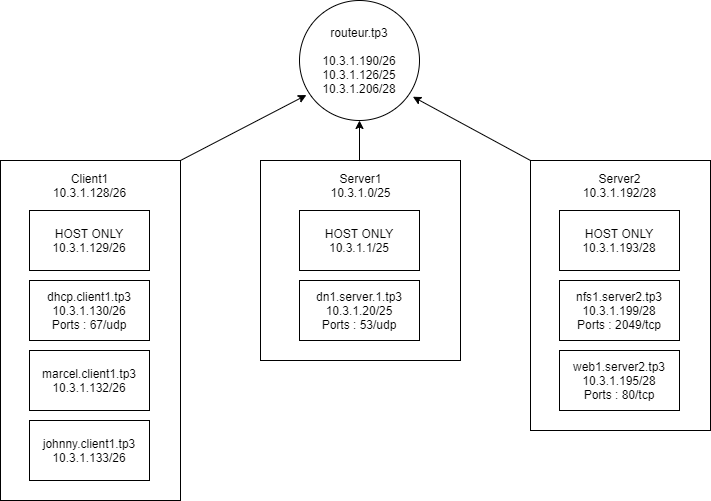 routeur.tp3
10.3.1.190/26
10.3.1.126/25
10.3.1.206/28
Client1
10.3.1.128/26
HOST ONLY
10.3.1.129/26
dhcp.client1.tp3
10.3.1.130/26
Ports : 67/udp
marcel.client1.tp3
10.3.1.132/26
johnny.client1.tp3
10.3.1.133/26
Server1
10.3.1.0/25
HOST ONLY
10.3.1.1/25
dn1.server.1.tp3
10.3.1.20/25
Ports : 53/udp
Server2
10.3.1.192/28
HOST ONLY
10.3.1.193/28
nfs1.server2.tp3
10.3.1.199/28
Ports : 2049/tcp
web1.server2.tp3
10.3.1.195/28
Ports : 80/tcp